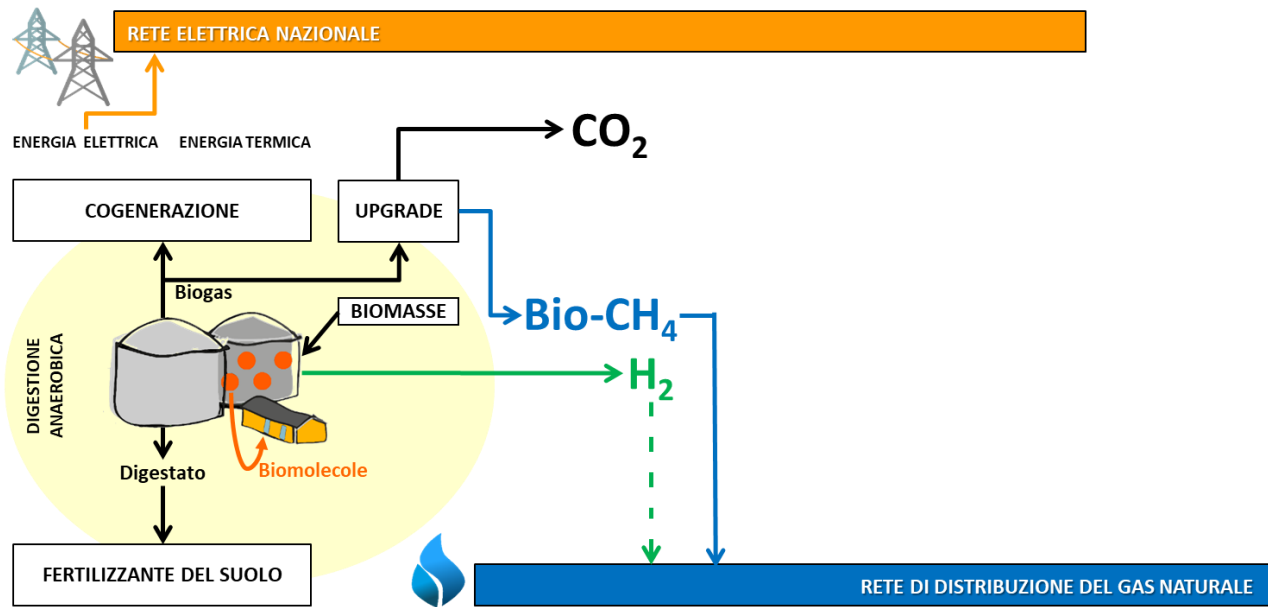 RETE ELETTRICA NAZIONALE
ENERGIA ELETTRICA
ENERGIA TERMICA
CO₂
COGENERAZIONE
UPGRADE
Biogas
BIOMASSE
Bio-CH₄
H₂
DIGESTIONE
ANAEROBICA
Digestato
Biomolecole
FERTILIZZANTE DEL SUOLO
RETE DI DISTRIBUZIONE DEL GAS NATURALE